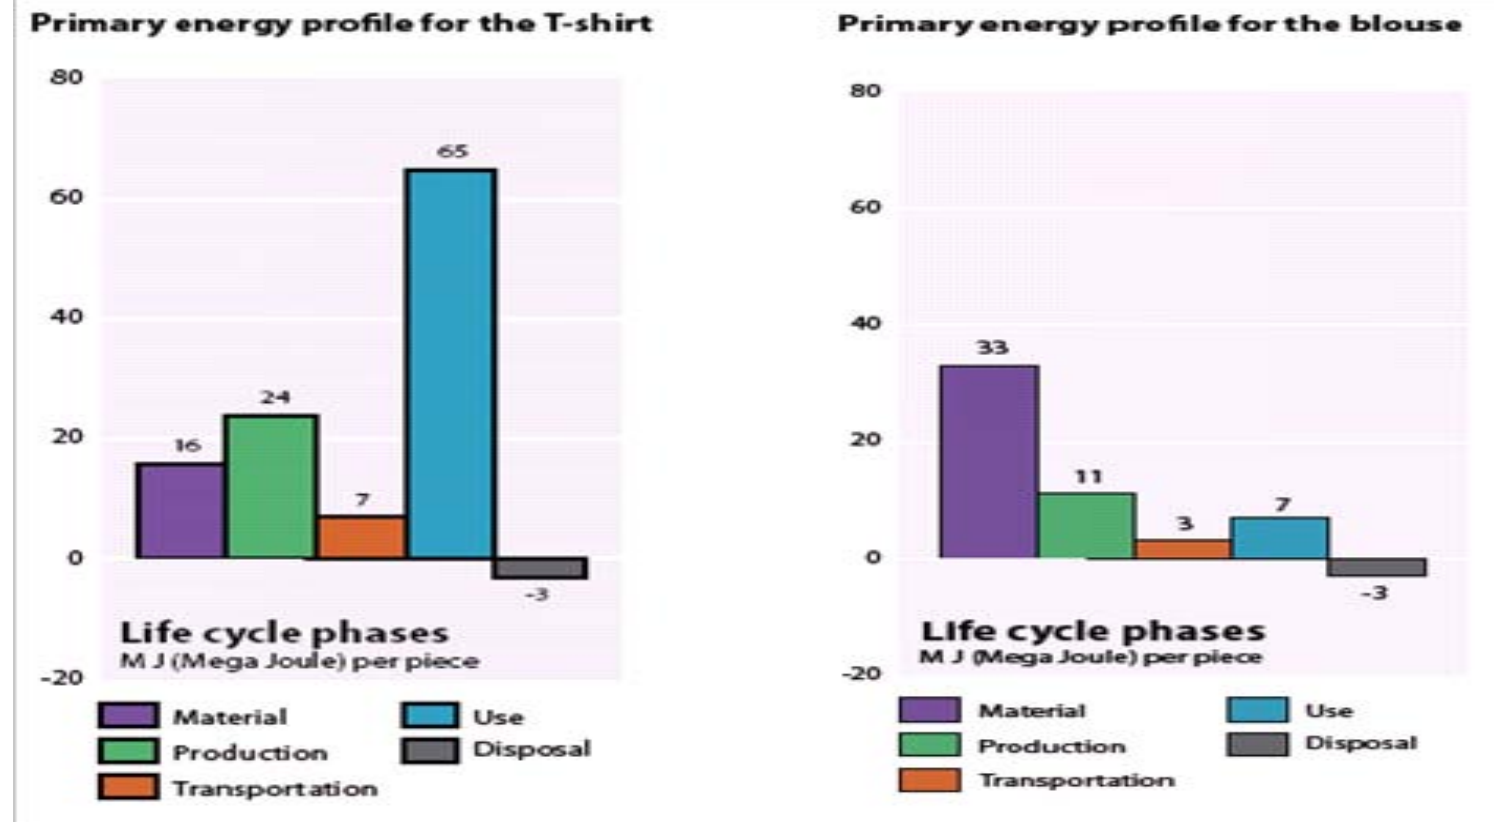 Primary energy profile for the T-shirt
80
60
40
20
0
-20
16
24
7
65
-3
Life cycle phases
M J (Mega Joule) per piece
Material
Production
Transportation
Use
Disposal
Primary energy profile for the blouse
80
60
40
20
0
-20
33
11
3
7
-3
Life cycle phases
M J (Mega Joule) per piece
Material
Production
Transportation
Use
Disposal